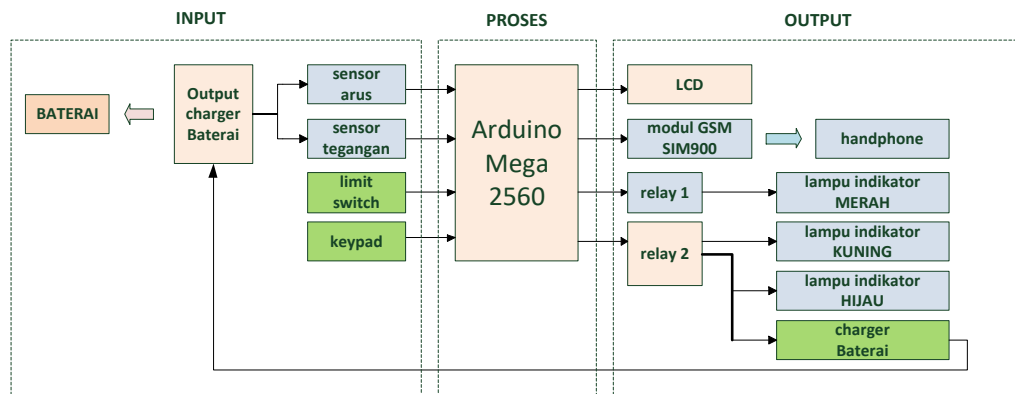 INPUT
PROSES
OUTPUT
BATERAI
Output
charger
Baterai
sensor
arus
sensor
tegangan
limit
switch
keypad
Arduino
Mega
2560
LCD
modul GSM
SIM900
handphone
relay 1
lampu indikator
MERAH
relay 2
lampu indikator
KUNING
lampu indikator
HIJAU
charger
Baterai